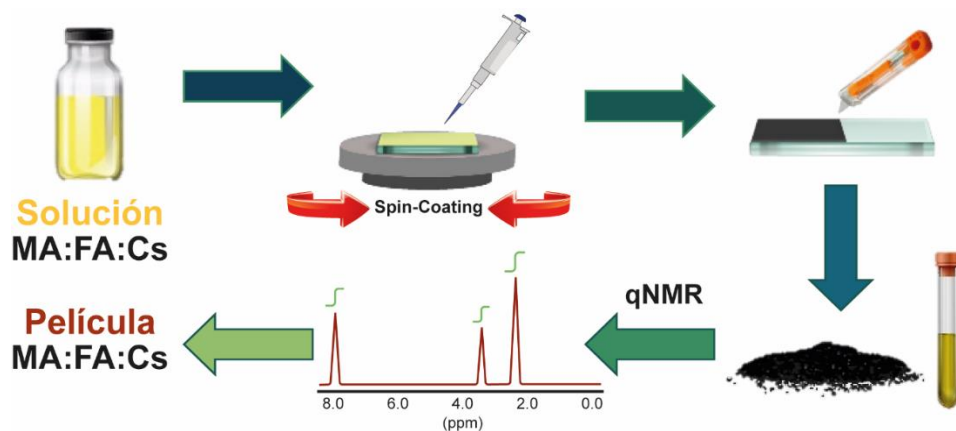 Solución
MA:FA:Cs
Spin-Coating
qNMR
8.0 6.0 4.0 2.0 0.0
(ppm)
Película
MA:FA:Cs